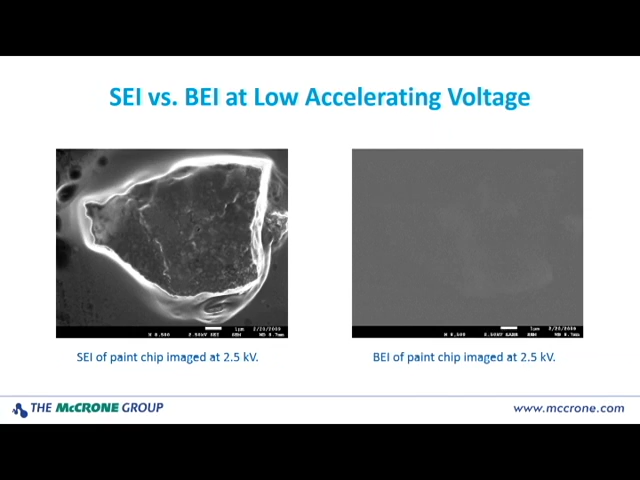 SEI vs. BEI at Low Accelerating Voltage
SEI of paint chip imaged at 2.5 kV.
BEI of paint chip imaged at 2.5 kV.
THE McCRONE GROUP
www.mccrone.com